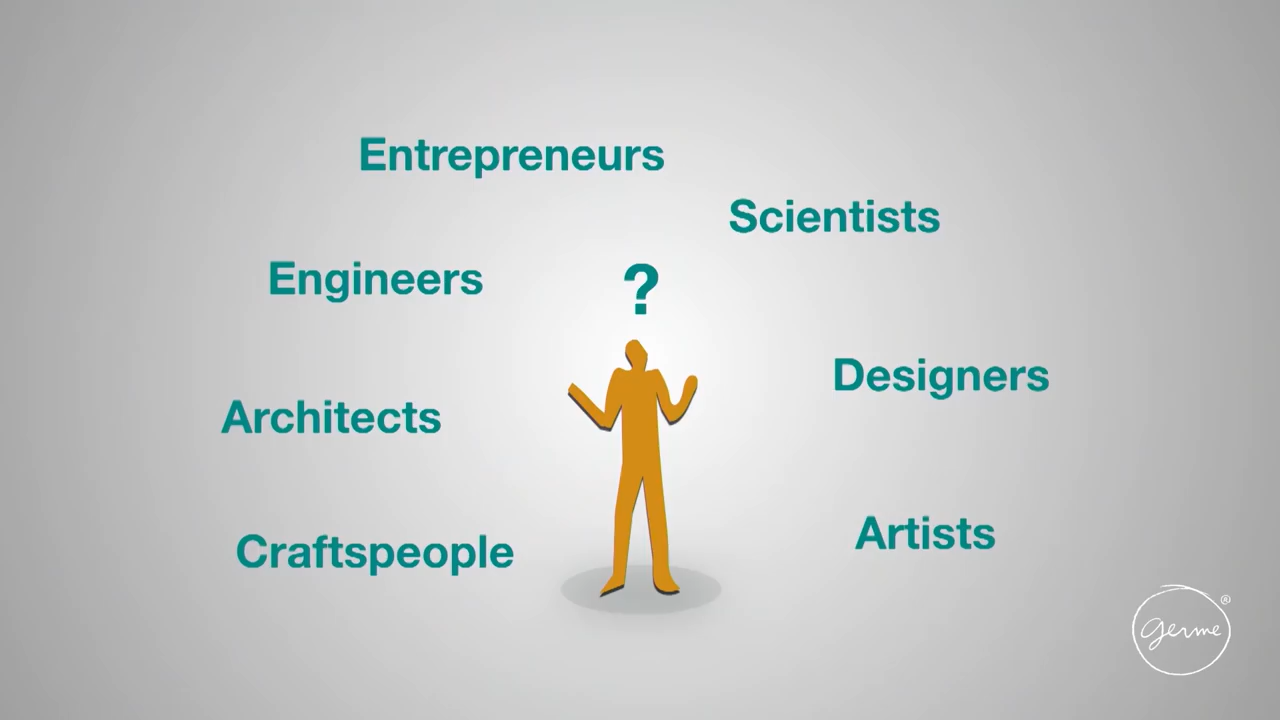 Entrepreneurs
Scientists
Engineers
?
Designers
Architects
Artists
Craftspeople
germe®